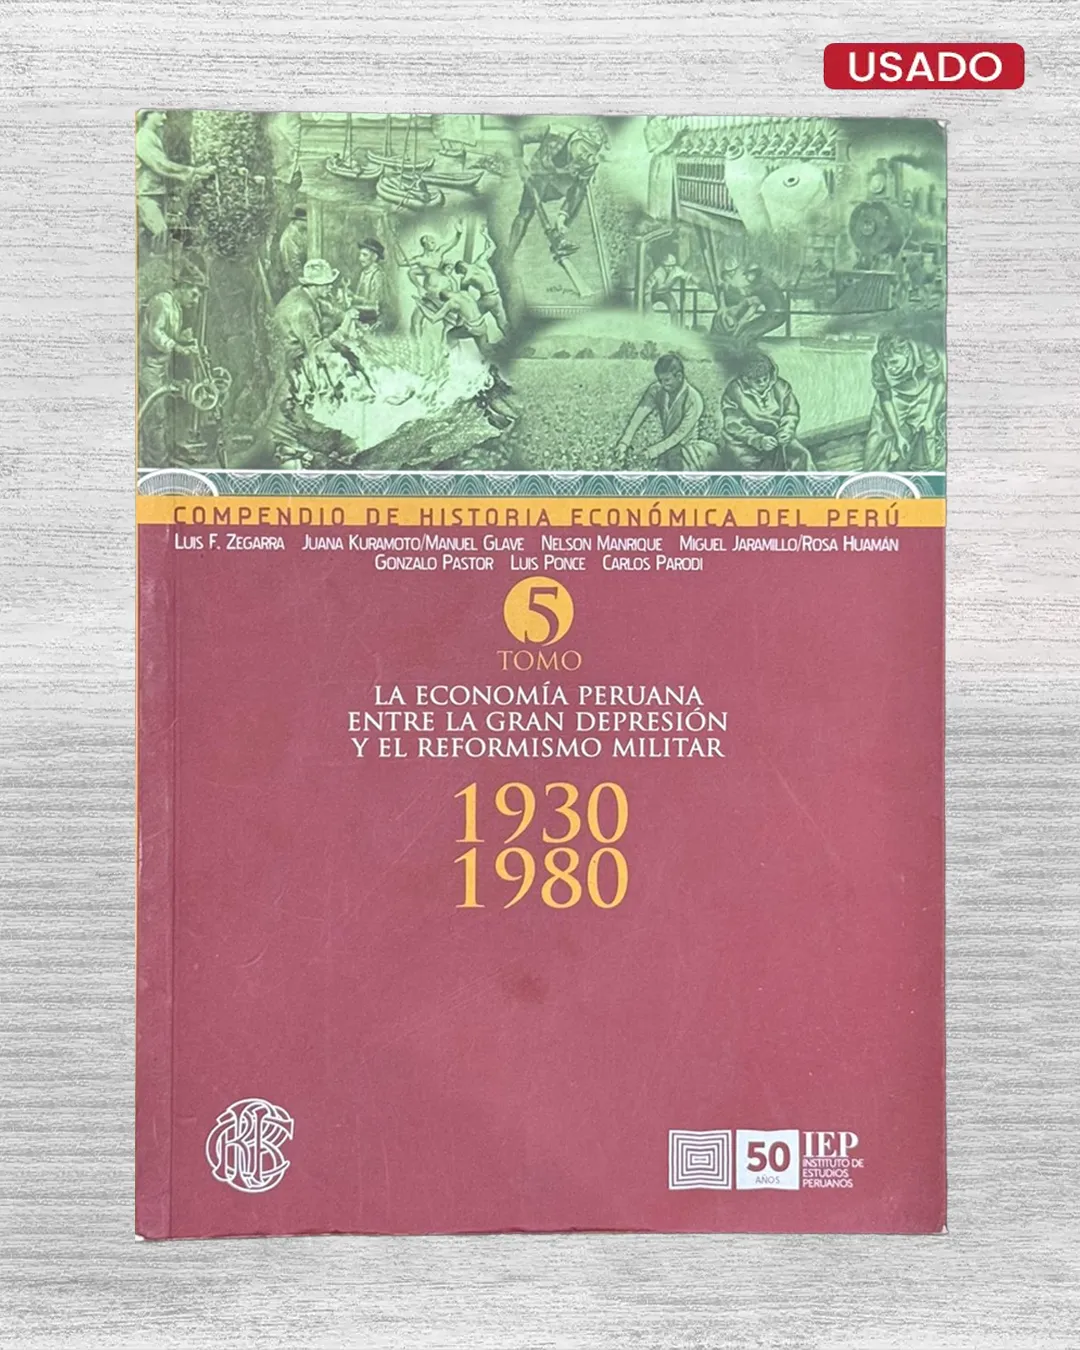 USADO
COMPENDIO DE HISTORIA ECONÓMICA DEL PERÚ
LUIS F. ZEGARRA JUANA KURAMOTO/MANUEL GLAVE NELSON MANRIQUE MIGUEL JARAMILLO/ROSA HUAMÁN
GONZALO PASTOR LUIS PONCE CARLOS PARODI
5
TOMO
LA ECONOMÍA PERUANA
ENTRE LA GRAN DEPRESIÓN
Y EL REFORMISMO MILITAR
1930
1980
50
AÑOS
IEP
INSTITUTO DE
ESTUDIOS
PERUANOS